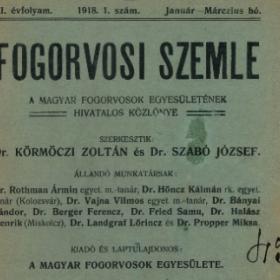 I. évfolyam. 1918. 1. szám. Január—Márczius hó.
FOGORVOSI SZEMLE
A MAGYAR FOGORVOSOK EGYESÜLETÉNEK
HIVATALOS KÖZLÖNYE
SZERKESZTIK:
Dr. KÖRMÖCZI ZOLTÁN és Dr. SZABÓ JÓZSEF.
ÁLLANDÓ MUNKATÁRSAK:
Dr. Rothman Ármin egyet. m.-tanár, Dr. Höncz Kálmán rk. egyet.
tanár (Kolozsvár), Dr. Vajna Vilmos egyet. m.-tanár, Dr. Bányai
Sándor, Dr. Berger Ferencz, Dr. Fried Samu, Dr. Halász
Henrik (Miskolcz), Dr. Landgraf Lőrincz és Dr. Propper Miksa.
KIADÓ ÉS LAPTULAJDONOS:
A MAGYAR FOGORVOSOK EGYESÜLETE.